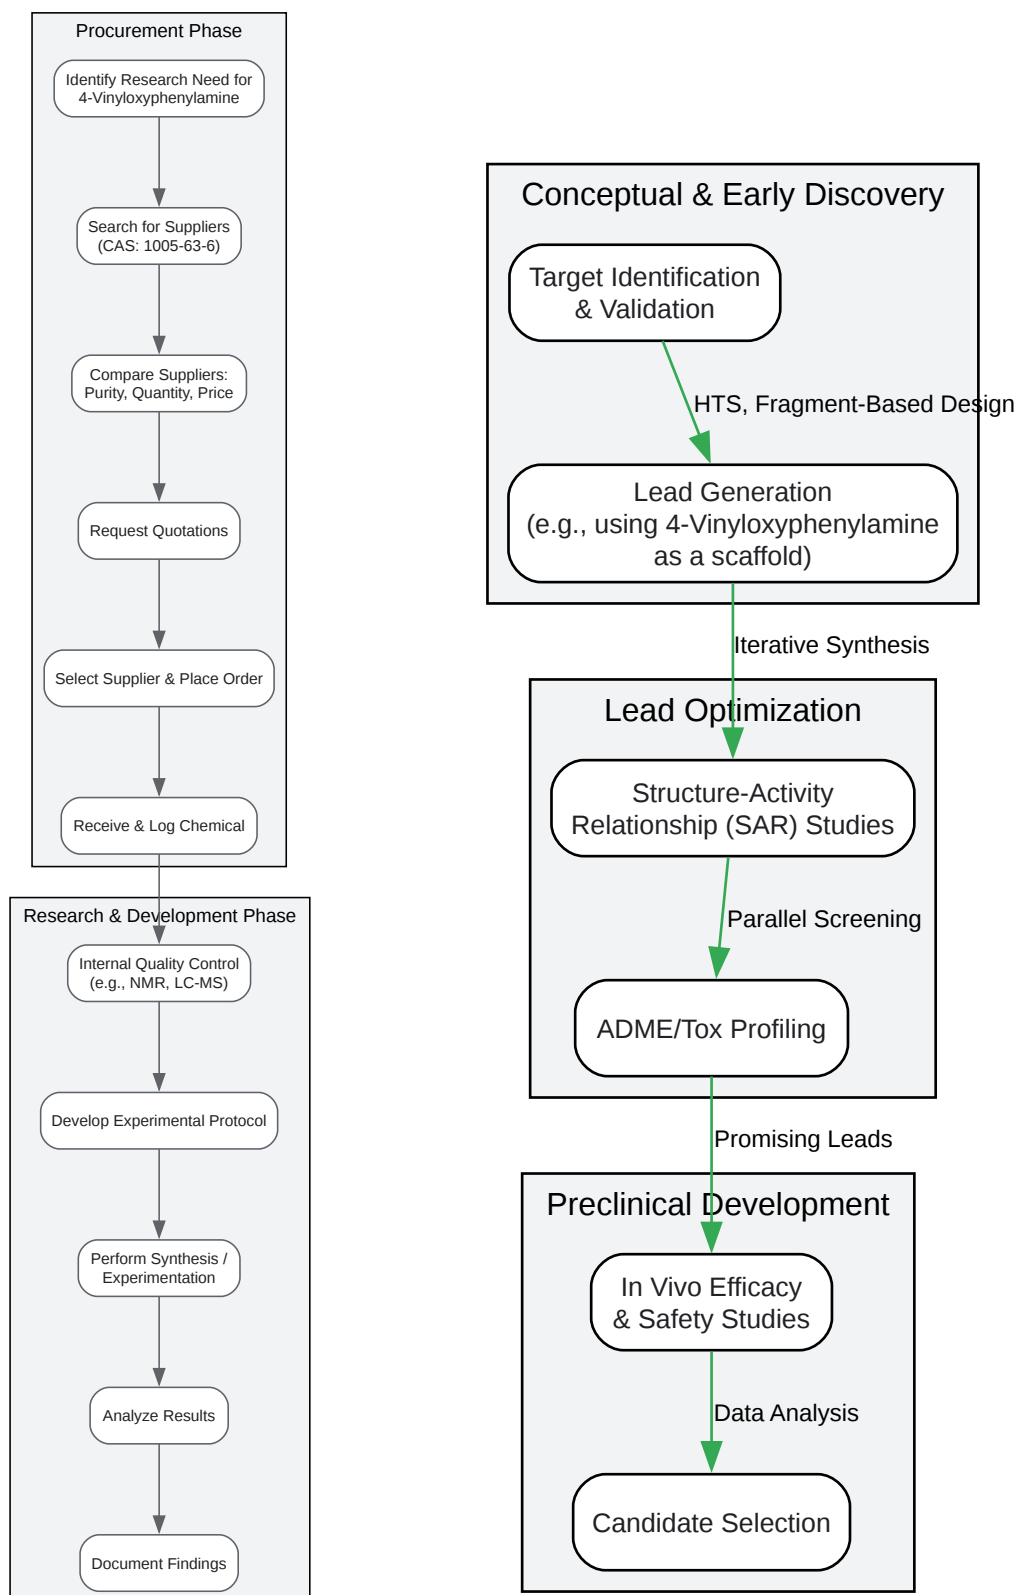 Procurement Phase
Identify Research Need for
4-Vinyloxyphenylamine
Search for Suppliers
(CAS: 1005-63-6)
Compare Suppliers:
Purity, Quantity, Price
Request Quotations
Select Supplier & Place Order
Receive & Log Chemical
Research & Development Phase
Internal Quality Control
(e.g., NMR, LC-MS)
Develop Experimental Protocol
Perform Synthesis /
Experimentation
Analyze Results
Document Findings
Conceptual & Early Discovery
Target Identification
& Validation
HTS, Fragment-Based Design
Lead Generation
(e.g., using 4-Vinyloxyphenylamine
as a scaffold)
Iterative Synthesis
Lead Optimization
Structure-Activity
Relationship (SAR) Studies
Parallel Screening
ADME/Tox Profiling
Promising Leads
Preclinical Development
In Vivo Efficacy
& Safety Studies
Data Analysis
Candidate Selection